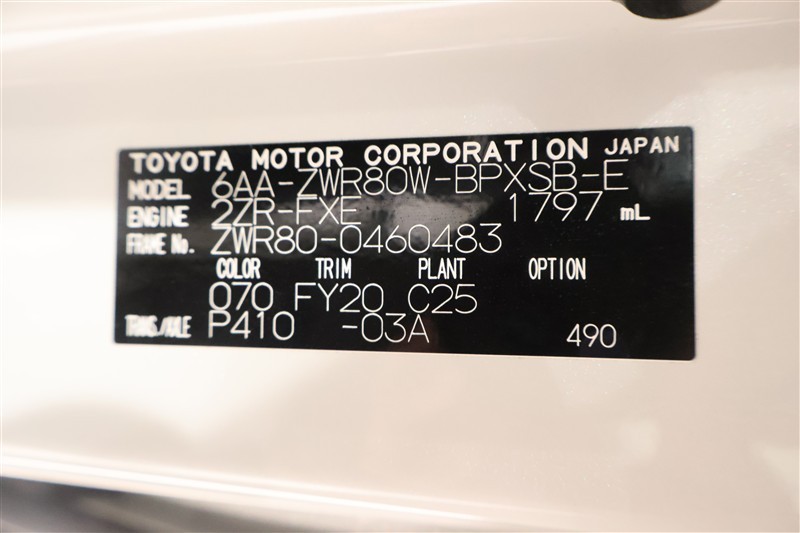 TOYOTA MOTOR CORPORATION JAPAN
MODEL 6AA-ZWR80W-BPXSB-E
ENGINE 2ZR-FXE 1797 mL
FRAME No. ZWR80-0460483
COLOR TRIM PLANT OPTION
070 FY20 C25
TRANS./AXLE P410 -03A 490